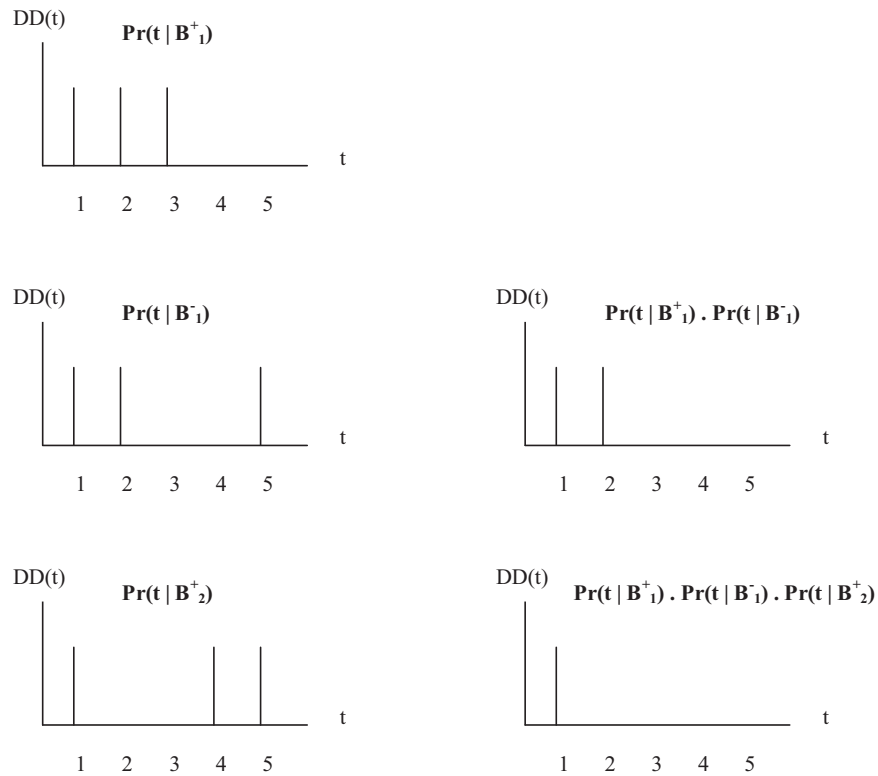 DD(t)
Pr(t | B⁺₁)
t
1 2 3 4 5
DD(t)
Pr(t | B⁻₁)
t
1 2 3 4 5
DD(t)
Pr(t | B⁺₁) . Pr(t | B⁻₁)
t
1 2 3 4 5
DD(t)
Pr(t | B⁺₂)
t
1 2 3 4 5
DD(t)
Pr(t | B⁺₁) . Pr(t | B⁻₁) . Pr(t | B⁺₂)
t
1 2 3 4 5